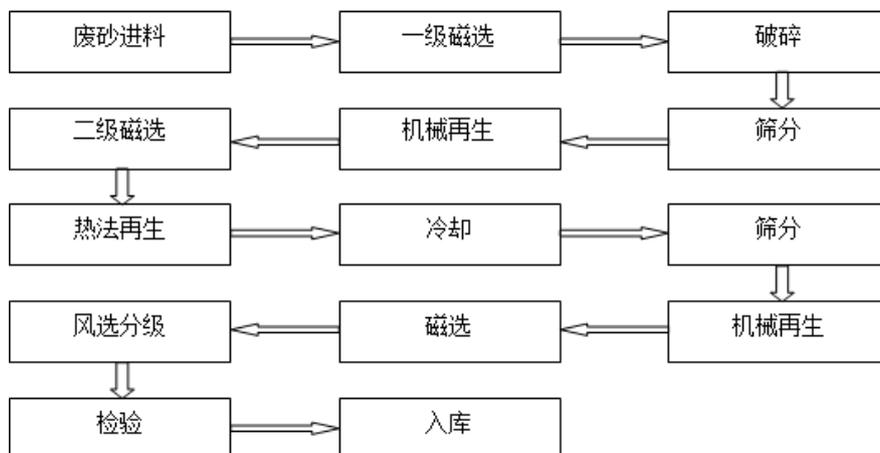 废砂进料 一级磁选 破碎
二级磁选 机械再生 筛分
热法再生 冷却 筛分
风选分级 磁选 机械再生
检验 入库